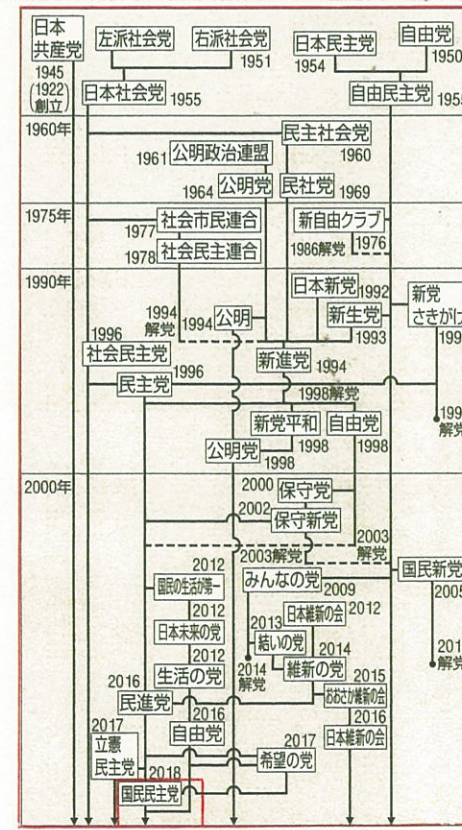 日本
共産党
1945
(1922
創立)
左派社会党
右派社会党
1951
日本社会党
1955
日本民主党
1954
自由党
1950
自由民主党
1955
1960年
民主社会党
1960
1961
公明政治連盟
1964
公明党
民社党
1969
1975年
社会市民連合
1977
1978
社会民主連合
新自由クラブ
1986解党
1976
1990年
日本新党
1992
新生党
1993
新党
さきがけ
1994
解党
1994
公明
1996
社会民主党
新進党
1994
民主党
1996
1998解党
新党平和
1998
自由党
1998
公明党
1998
解党
2000年
2000
保守党
2002
保守新党
2003解党
2003
解党
国民新党
2005
みんなの党
2009
2012
国民の生活が第一
2012
日本未来の党
2012
生活の党
日本維新の会
2012
2013
結いの党
2014
維新の党
2014
解党
2015
おおさか維新の会
2016
日本維新の会
2016
民進党
2016
自由党
2017
立憲
民主党
2017
希望の党
2018
国民民主党
解党